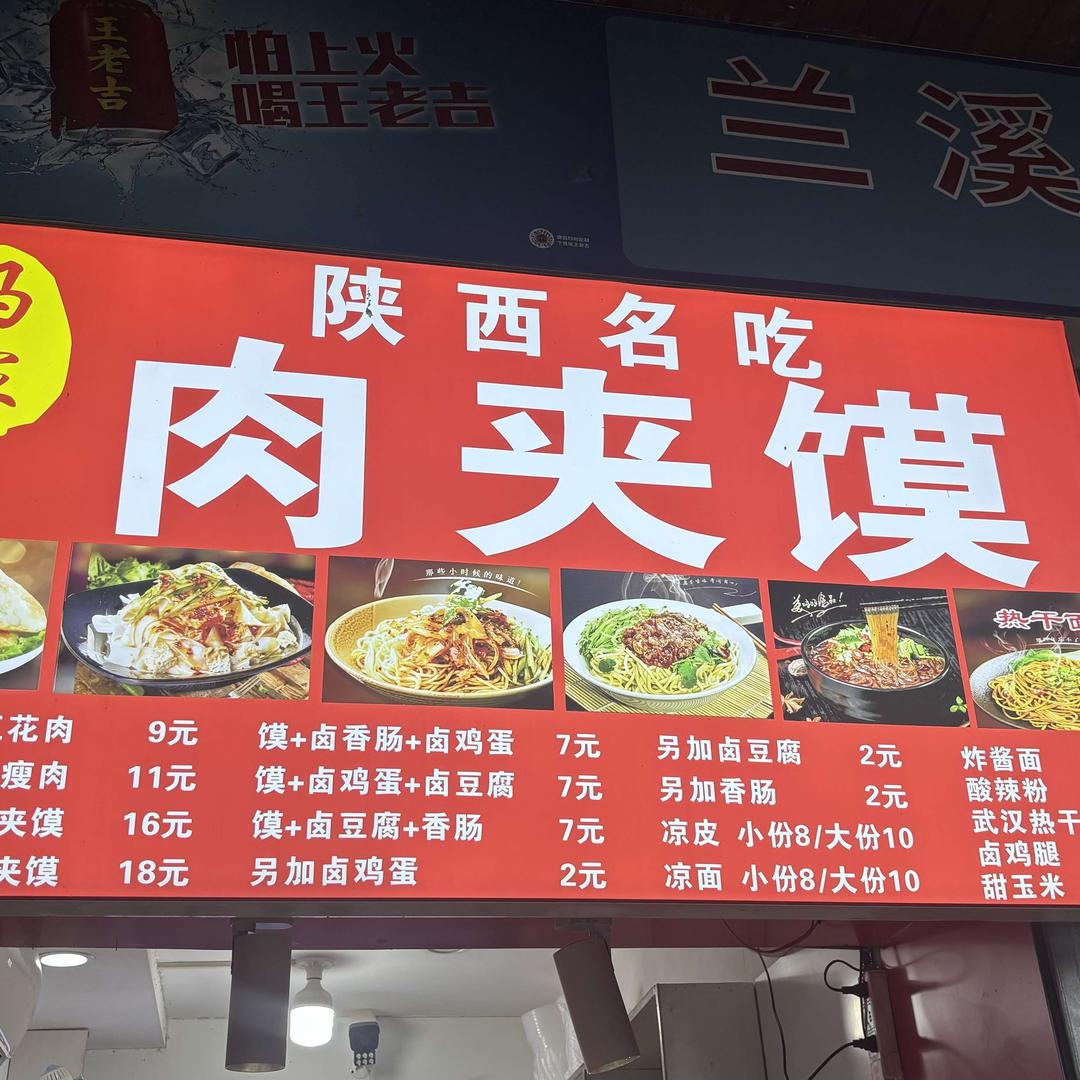 王老吉
怕上火
喝王老吉
兰溪
陕西名吃
肉夹馍
那些小时候的味道！
热干面
花肉 9元
瘦肉 11元
夹馍 16元
夹馍 18元
馍+卤香肠+卤鸡蛋 7元
馍+卤鸡蛋+卤豆腐 7元
馍+卤豆腐+香肠 7元
另加卤鸡蛋 2元
另加卤豆腐 2元
另加香肠 2元
凉皮 小份8/大份10
凉面 小份8/大份10
炸酱面
酸辣粉
武汉热干
卤鸡腿
甜玉米